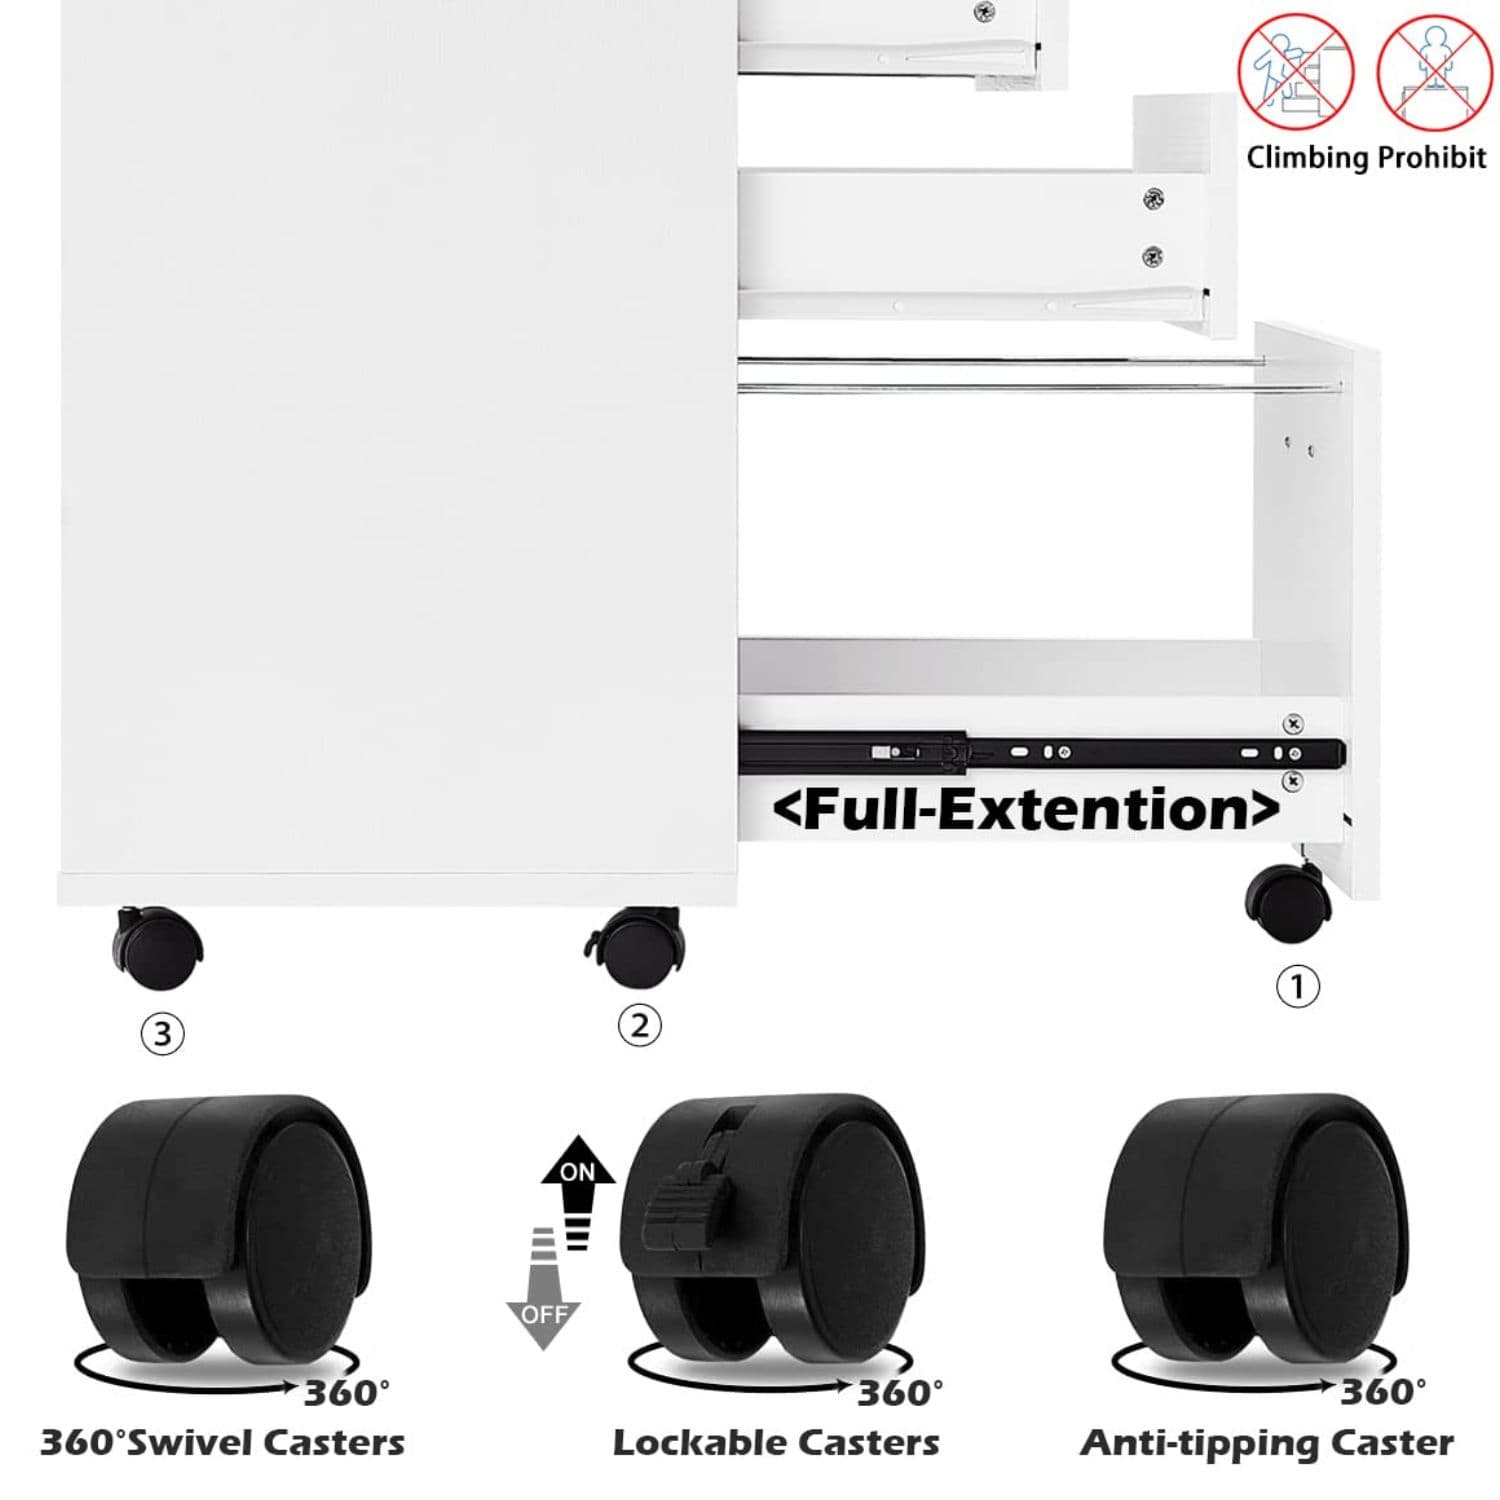 Climbing Prohibit
<Full-Extention>
③
②
①
ON
OFF
360°
360°
360°
360°Swivel Casters
Lockable Casters
Anti-tipping Caster